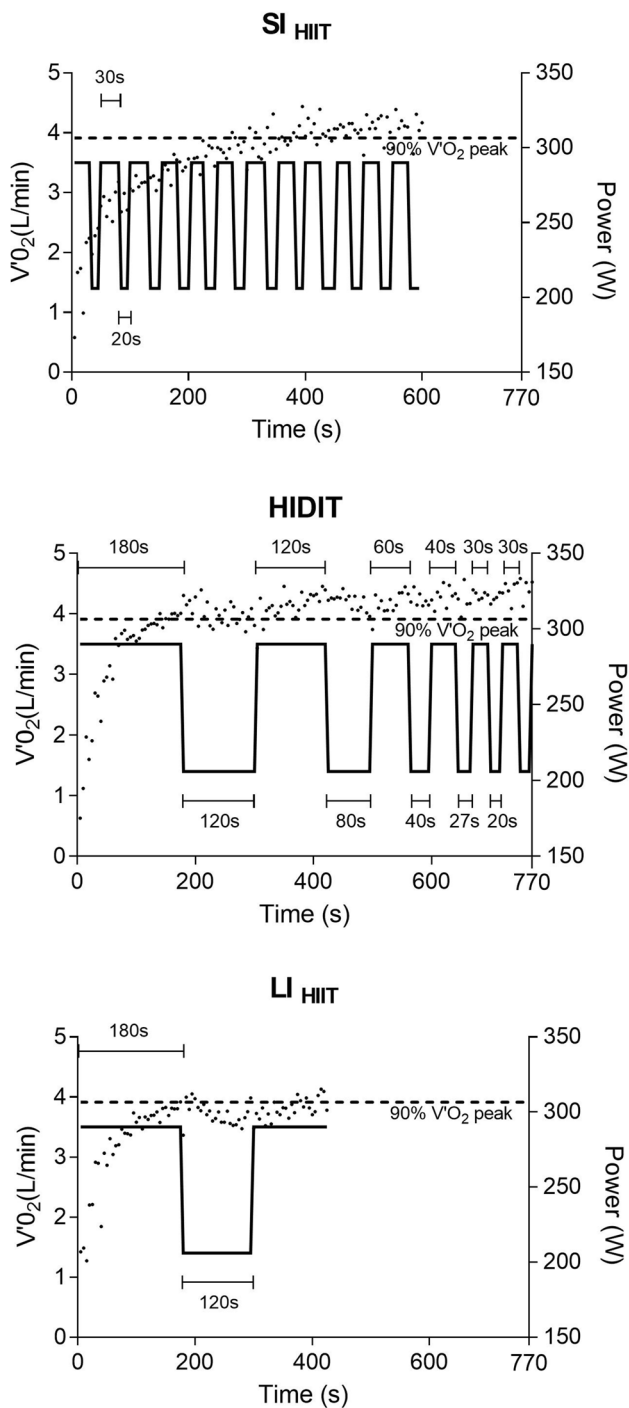 SI HIIT
30s
5 350
4 300
90% V'O2 peak
3 250
2 200
1
20s
0 150
0 200 400 600 770
V'02(L/min)
Power (W)
Time (s)
HIDIT
180s 120s 60s 40s 30s 30s
5 350
4 300
90% V'O2 peak
3 250
2 200
1
120s 80s 40s 27s 20s
0 150
0 200 400 600 770
V'02(L/min)
Power (W)
Time (s)
LI HIIT
180s
5 350
4 300
90% V'O2 peak
3 250
2 200
1
120s
0 150
0 200 400 600 770
V'02(L/min)
Power (W)
Time (s)